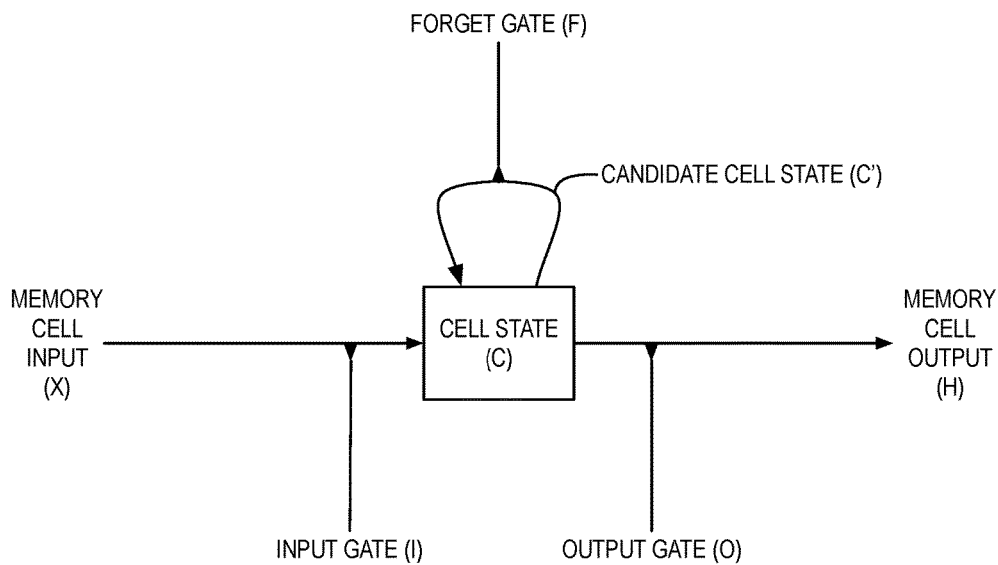 FORGET GATE (F)
CANDIDATE CELL STATE (C')
MEMORY
CELL
INPUT
(X)
CELL STATE
(C)
MEMORY
CELL
OUTPUT
(H)
INPUT GATE (I)
OUTPUT GATE (O)